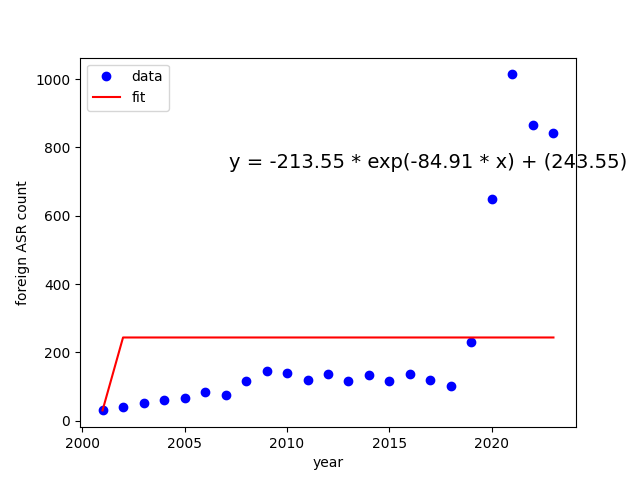 data
fit
y = -213.55 * exp(-84.91 * x) + (243.55)
foreign ASR count
1000
800
600
400
200
0
2000
2005
2010
2015
2020
year